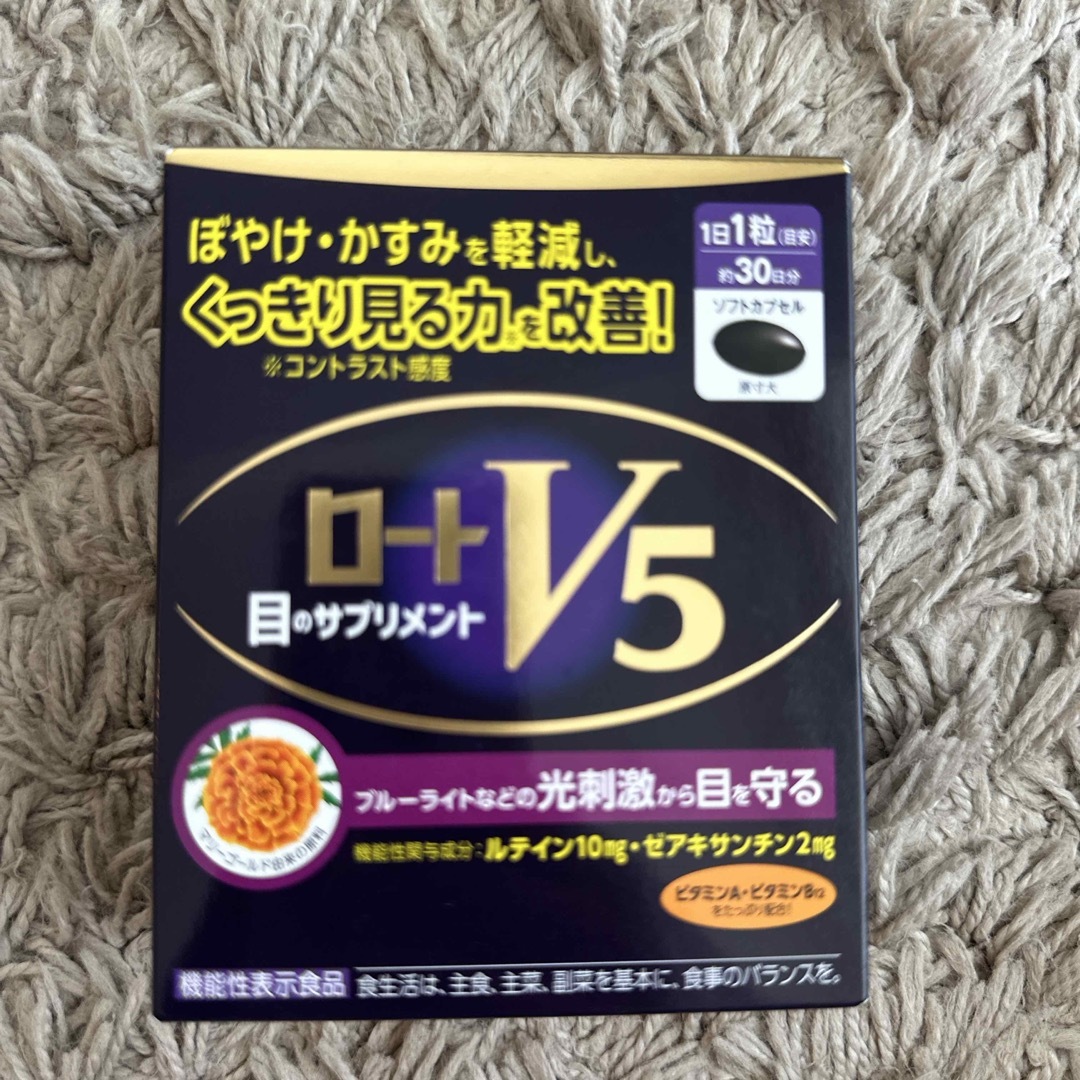 ぼやけ・かすみを軽減し、
くっきり見る力※を改善!
※コントラスト感度
1日1粒(目安)
約30日分
ソフトカプセル
原寸大
ロートV5
目のサプリメント
マリーゴールド由来の原料
ブルーライトなどの光刺激から目を守る
機能性関与成分:ルテイン10mg・ゼアキサンチン2mg
ビタミンA・ビタミンB12
をたっぷり配合!
機能性表示食品 食生活は、主食、主菜、副菜を基本に、食事のバランスを。